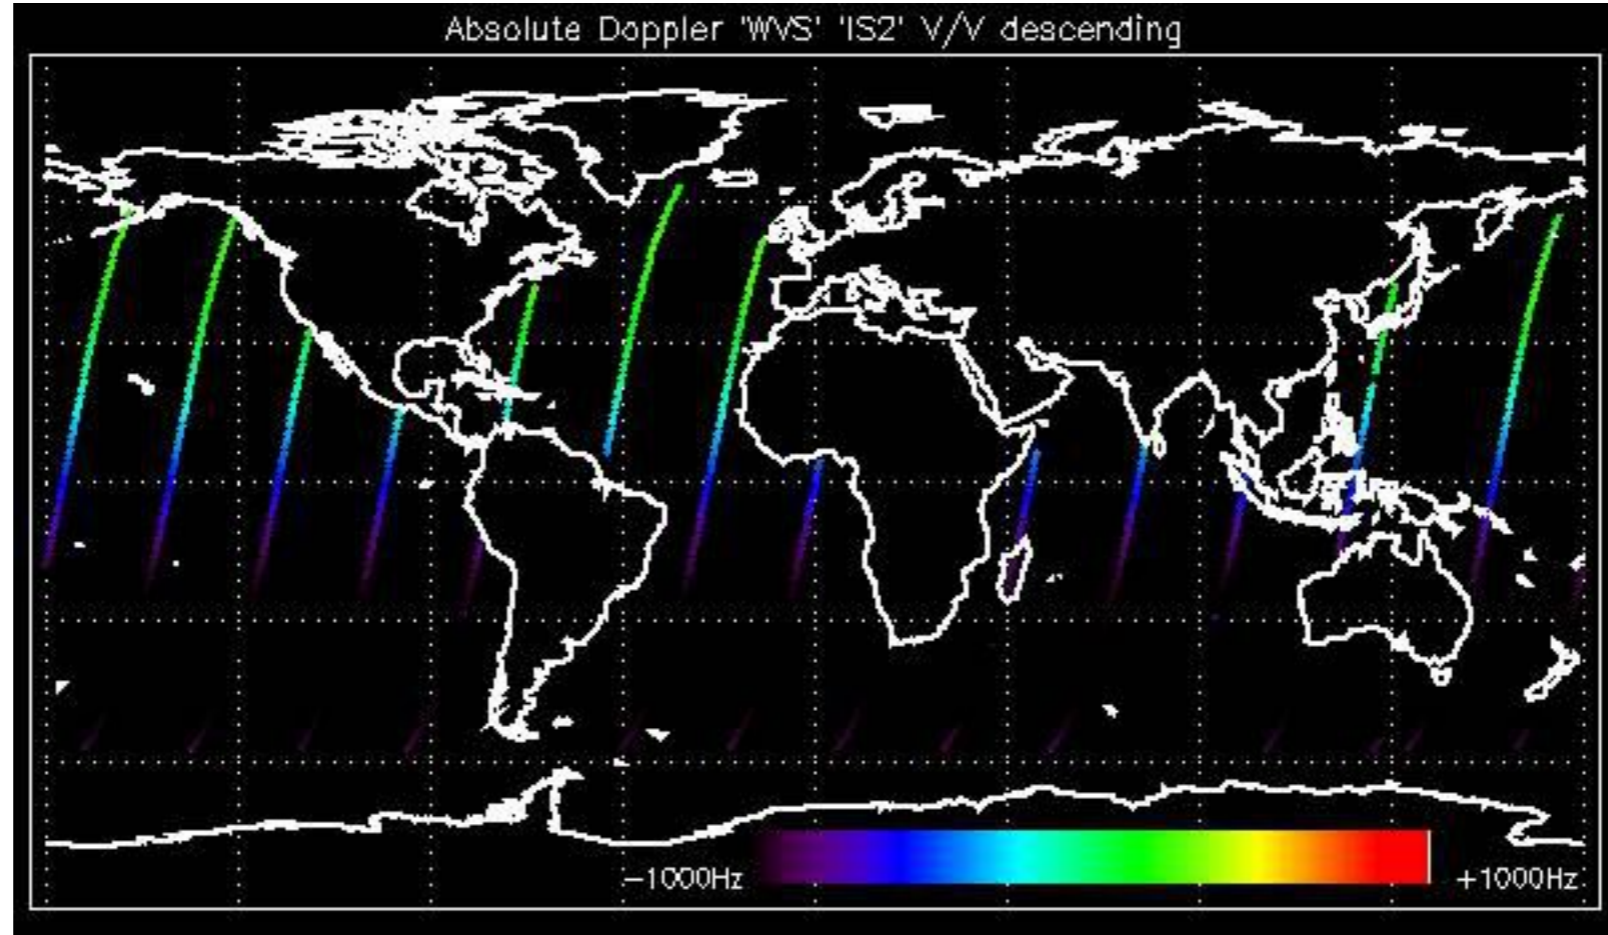 Absolute Doppler 'WVS' 'IS2' V/V descending
−1000Hz
+1000Hz